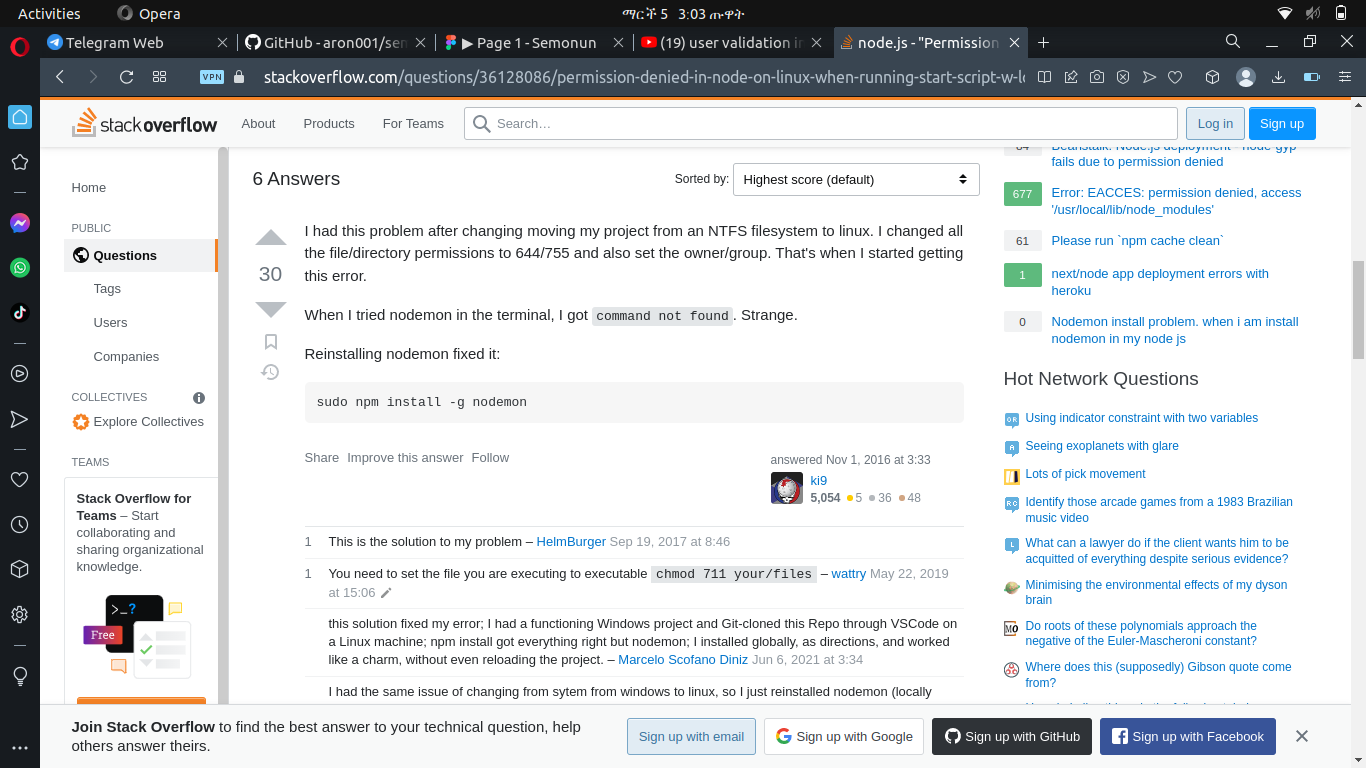 Activities
Opera
ማርች 5 3:03 ጡዋት
Telegram Web
GitHub - aron001/sem
▶ Page 1 - Semonun
(19) user validation in
node.js - "Permission
VPN
stackoverflow.com/questions/36128086/permission-denied-in-node-on-linux-when-running-start-script-w-lo
stackoverflow
About
Products
For Teams
Search…
Log in
Sign up
Home
PUBLIC
Questions
Tags
Users
Companies
COLLECTIVES
Explore Collectives
TEAMS
Stack Overflow for
Teams – Start
collaborating and
sharing organizational
knowledge.
>_?
Free
6 Answers
Sorted by:
Highest score (default)
30
I had this problem after changing moving my project from an NTFS filesystem to linux. I changed all
the file/directory permissions to 644/755 and also set the owner/group. That's when I started getting
this error.
When I tried nodemon in the terminal, I got command not found. Strange.
Reinstalling nodemon fixed it:
sudo npm install -g nodemon
Share Improve this answer Follow
answered Nov 1, 2016 at 3:33
ki9
5,054 5 36 48
1 This is the solution to my problem – HelmBurger Sep 19, 2017 at 8:46
1 You need to set the file you are executing to executable chmod 711 your/files – wattry May 22, 2019
at 15:06
this solution fixed my error; I had a functioning Windows project and Git-cloned this Repo through VSCode on
a Linux machine; npm install got everything right but nodemon; I installed globally, as directions, and worked
like a charm, without even reloading the project. – Marcelo Scofano Diniz Jun 6, 2021 at 3:34
I had the same issue of changing from sytem from windows to linux, so I just reinstalled nodemon (locally
64 Beanstalk: Node.js deployment - node-gyp
fails due to permission denied
677 Error: EACCES: permission denied, access
'/usr/local/lib/node_modules'
61 Please run `npm cache clean`
1 next/node app deployment errors with
heroku
0 Nodemon install problem. when i am install
nodemon in my node js
Hot Network Questions
Using indicator constraint with two variables
Seeing exoplanets with glare
Lots of pick movement
Identify those arcade games from a 1983 Brazilian
music video
What can a lawyer do if the client wants him to be
acquitted of everything despite serious evidence?
Minimising the environmental effects of my dyson
brain
Do roots of these polynomials approach the
negative of the Euler-Mascheroni constant?
Where does this (supposedly) Gibson quote come
from?
Join Stack Overflow to find the best answer to your technical question, help
others answer theirs.
Sign up with email
Sign up with Google
Sign up with GitHub
Sign up with Facebook